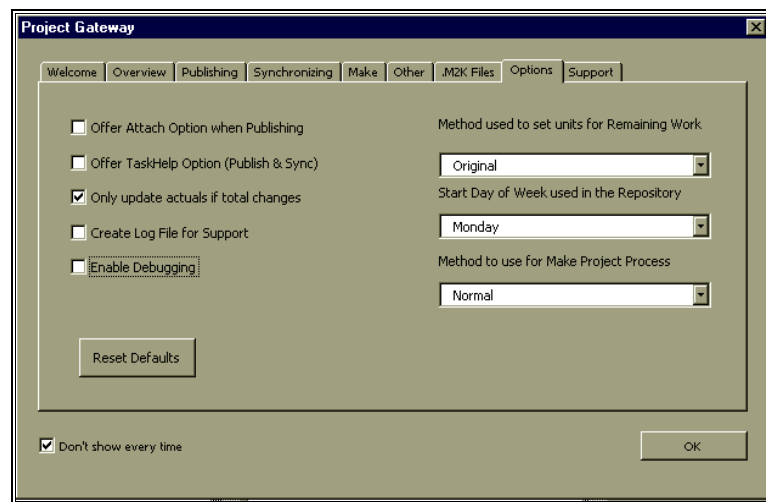 Project Gateway
Welcome
Overview
Publishing
Synchronizing
Make
Other
.M2K Files
Options
Support
Offer Attach Option when Publishing
Offer TaskHelp Option (Publish & Sync)
Only update actuals if total changes
Create Log File for Support
Enable Debugging
Reset Defaults
Method used to set units for Remaining Work
Original
Start Day of Week used in the Repository
Monday
Method to use for Make Project Process
Normal
Don't show every time
OK